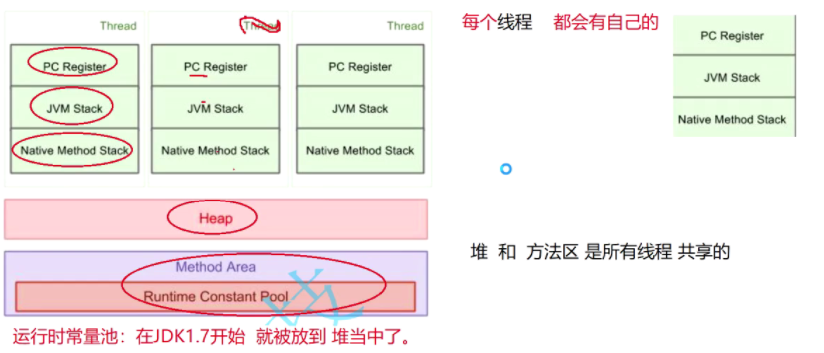 Thread
Thread
Thread
PC Register
JVM Stack
Native Method Stack
PC Register
JVM Stack
Native Method Stack
PC Register
JVM Stack
Native Method Stack
Heap
Method Area
Runtime Constant Pool
运行时常量池：在JDK1.7开始 就被放到 堆当中了。
每个线程 都会有自己的
PC Register
JVM Stack
Native Method Stack
堆 和 方法区 是所有线程 共享的